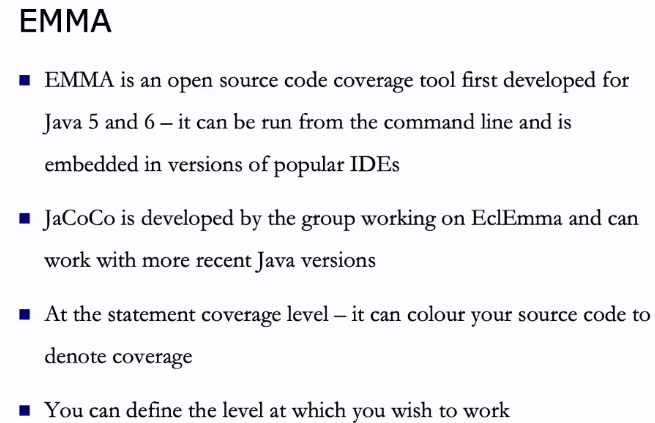 EMMA
■ EMMA is an open source code coverage tool first developed for
Java 5 and 6 – it can be run from the command line and is
embedded in versions of popular IDEs
■ JaCoCo is developed by the group working on EclEmma and can
work with more recent Java versions
■ At the statement coverage level – it can colour your source code to
denote coverage
■ You can define the level at which you wish to work